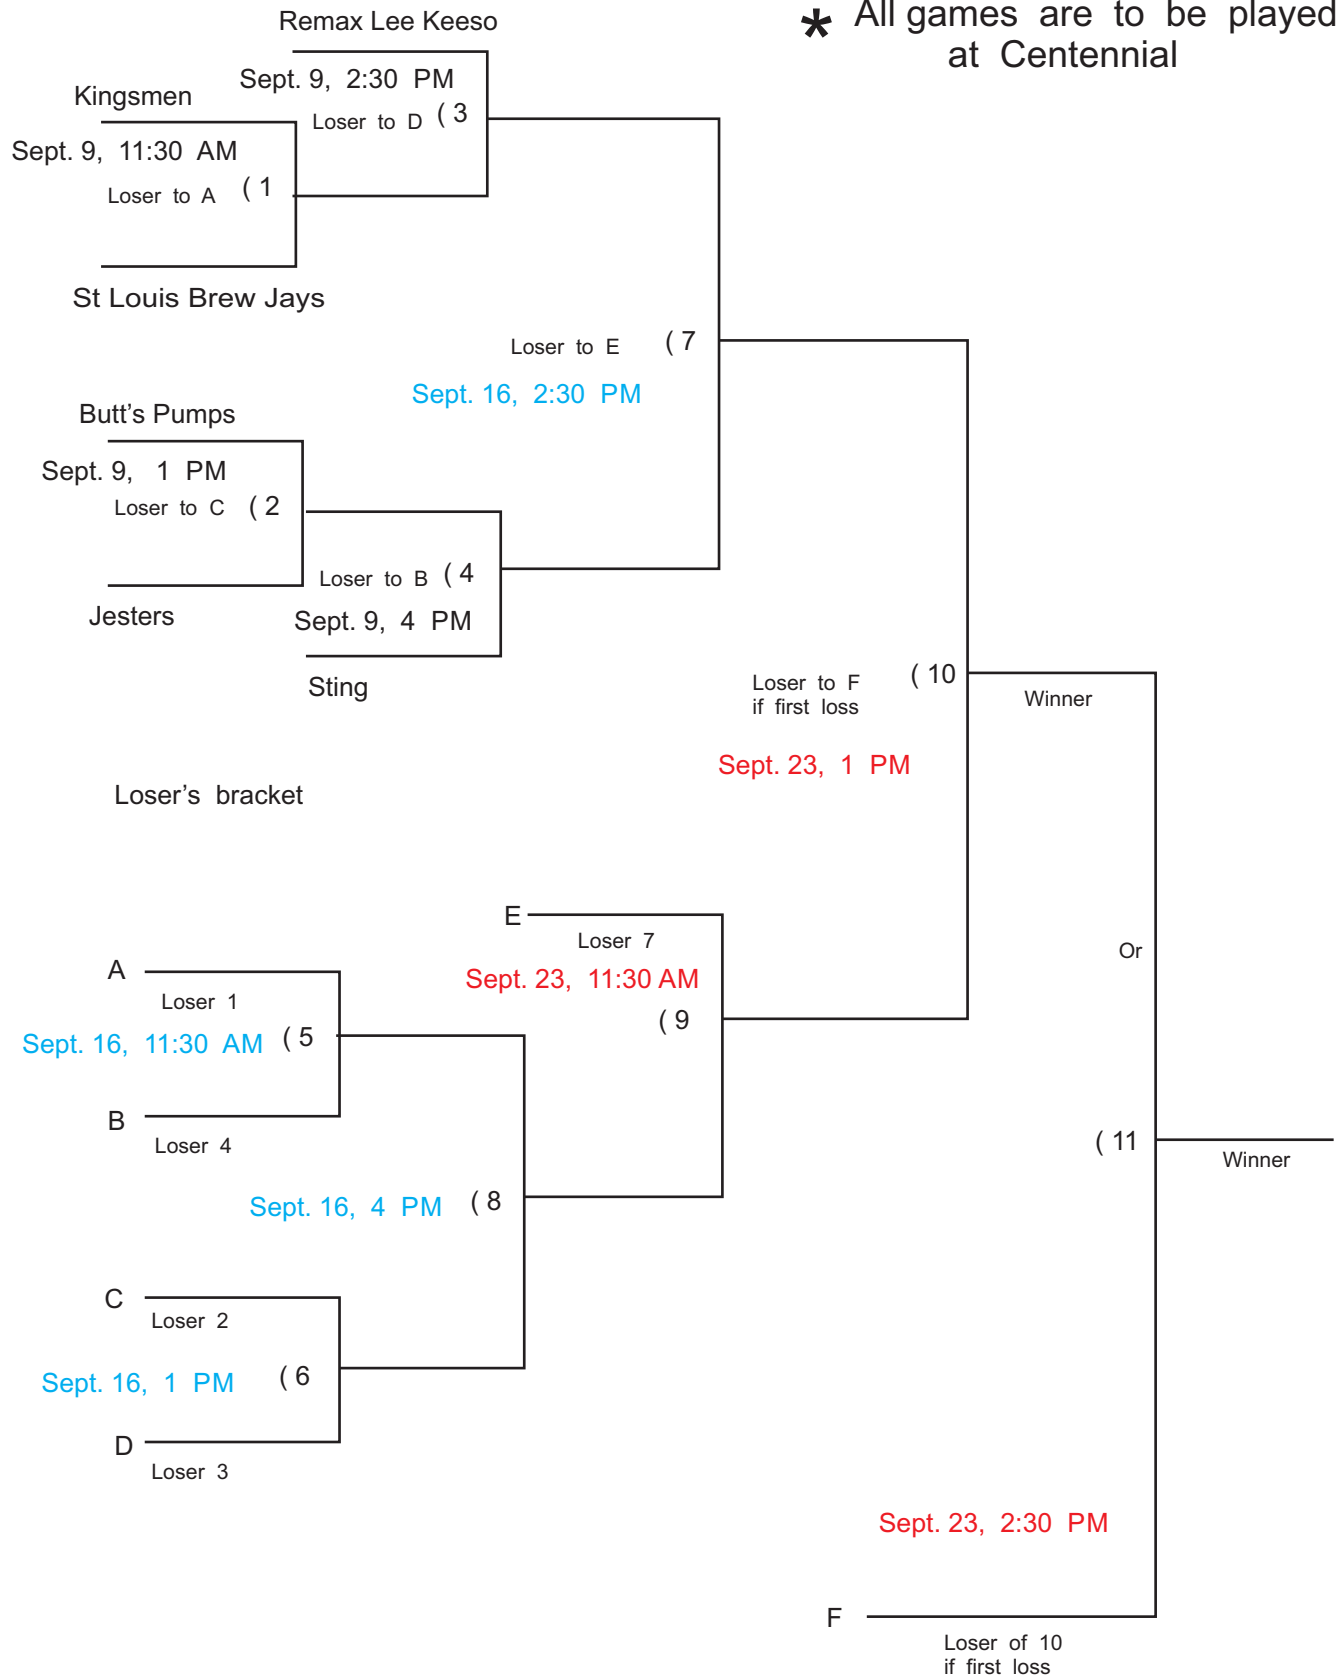 Remax Lee Keeso
* All games are to be played
at Centennial
Sept. 9, 2:30 PM
Kingsmen
Loser to D ( 3
Sept. 9, 11:30 AM
Loser to A ( 1
St Louis Brew Jays
Loser to E ( 7
Sept. 16, 2:30 PM
Butt's Pumps
Sept. 9, 1 PM
Loser to C ( 2
Loser to B ( 4
Jesters
Sept. 9, 4 PM
Sting
Loser to F
if first loss
( 10
Winner
Sept. 23, 1 PM
Loser's bracket
E
Loser 7
Or
A
Sept. 23, 11:30 AM
Loser 1
( 9
Sept. 16, 11:30 AM ( 5
B
Loser 4
( 11
Winner
Sept. 16, 4 PM ( 8
C
Loser 2
Sept. 16, 1 PM ( 6
D
Loser 3
Sept. 23, 2:30 PM
F
Loser of 10
if first loss